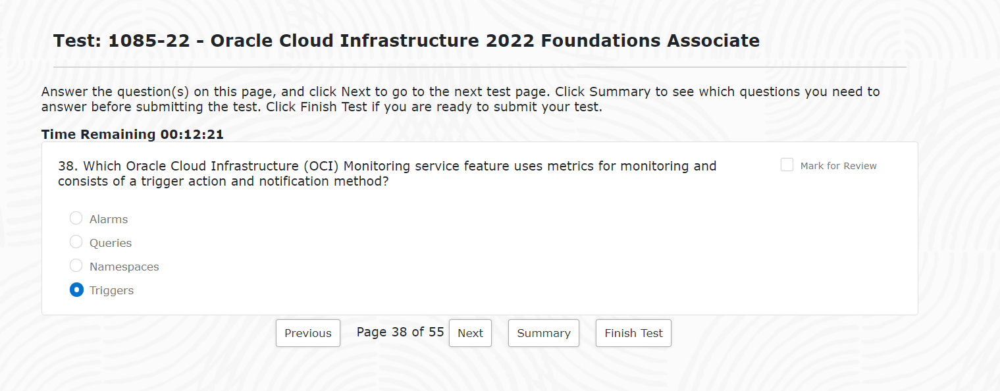 Test: 1085-22 - Oracle Cloud Infrastructure 2022 Foundations Associate
Answer the question(s) on this page, and click Next to go to the next test page. Click Summary to see which questions you need to
answer before submitting the test. Click Finish Test if you are ready to submit your test.
Time Remaining 00:12:21
38. Which Oracle Cloud Infrastructure (OCI) Monitoring service feature uses metrics for monitoring and
consists of a trigger action and notification method?
Mark for Review
Alarms
Queries
Namespaces
Triggers
Previous Page 38 of 55 Next Summary Finish Test